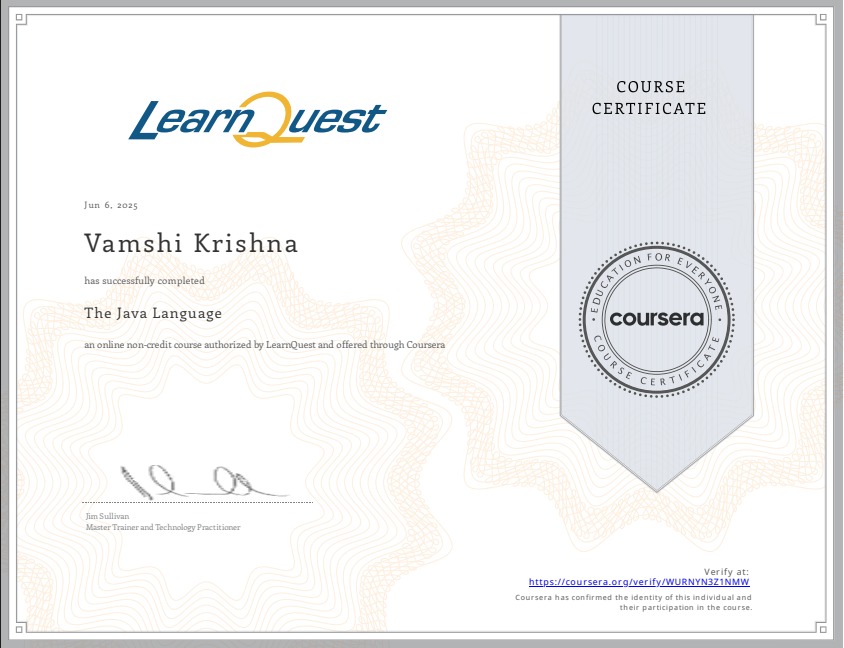 LearnQuest
COURSE
CERTIFICATE
Jun 6, 2025
Vamshi Krishna
has successfully completed
The Java Language
an online non-credit course authorized by LearnQuest and offered through Coursera
EDUCATION FOR EVERYONE
coursera
COURSE CERTIFICATE
Jim Sullivan
Master Trainer and Technology Practitioner
Verify at:
https://coursera.org/verify/WURNYN3Z1NMW
Coursera has confirmed the identity of this individual and
their participation in the course.